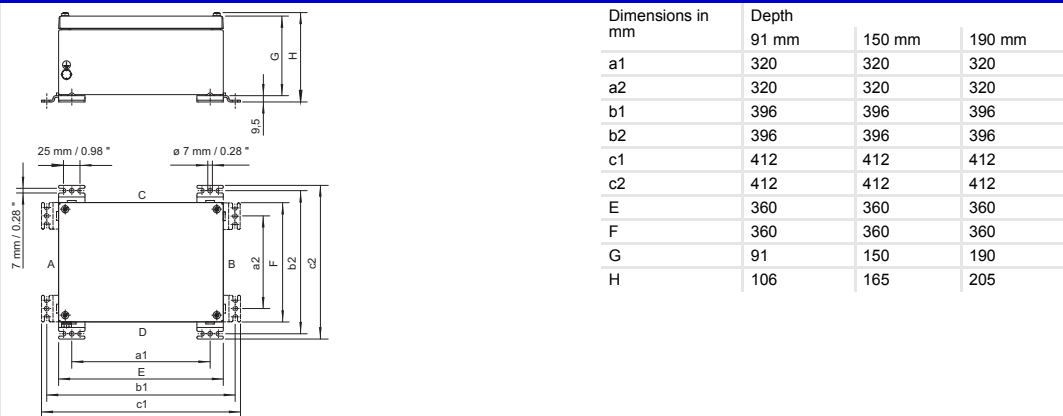 G
H
9,5
25 mm / 0.98 "
ø 7 mm / 0.28 "
7 mm / 0.28 "
C
A
B
a2
F
b2
c2
D
a1
E
b1
c1
Dimensions in mm Depth
91 mm 150 mm 190 mm
a1 320 320 320
a2 320 320 320
b1 396 396 396
b2 396 396 396
c1 412 412 412
c2 412 412 412
E 360 360 360
F 360 360 360
G 91 150 190
H 106 165 205